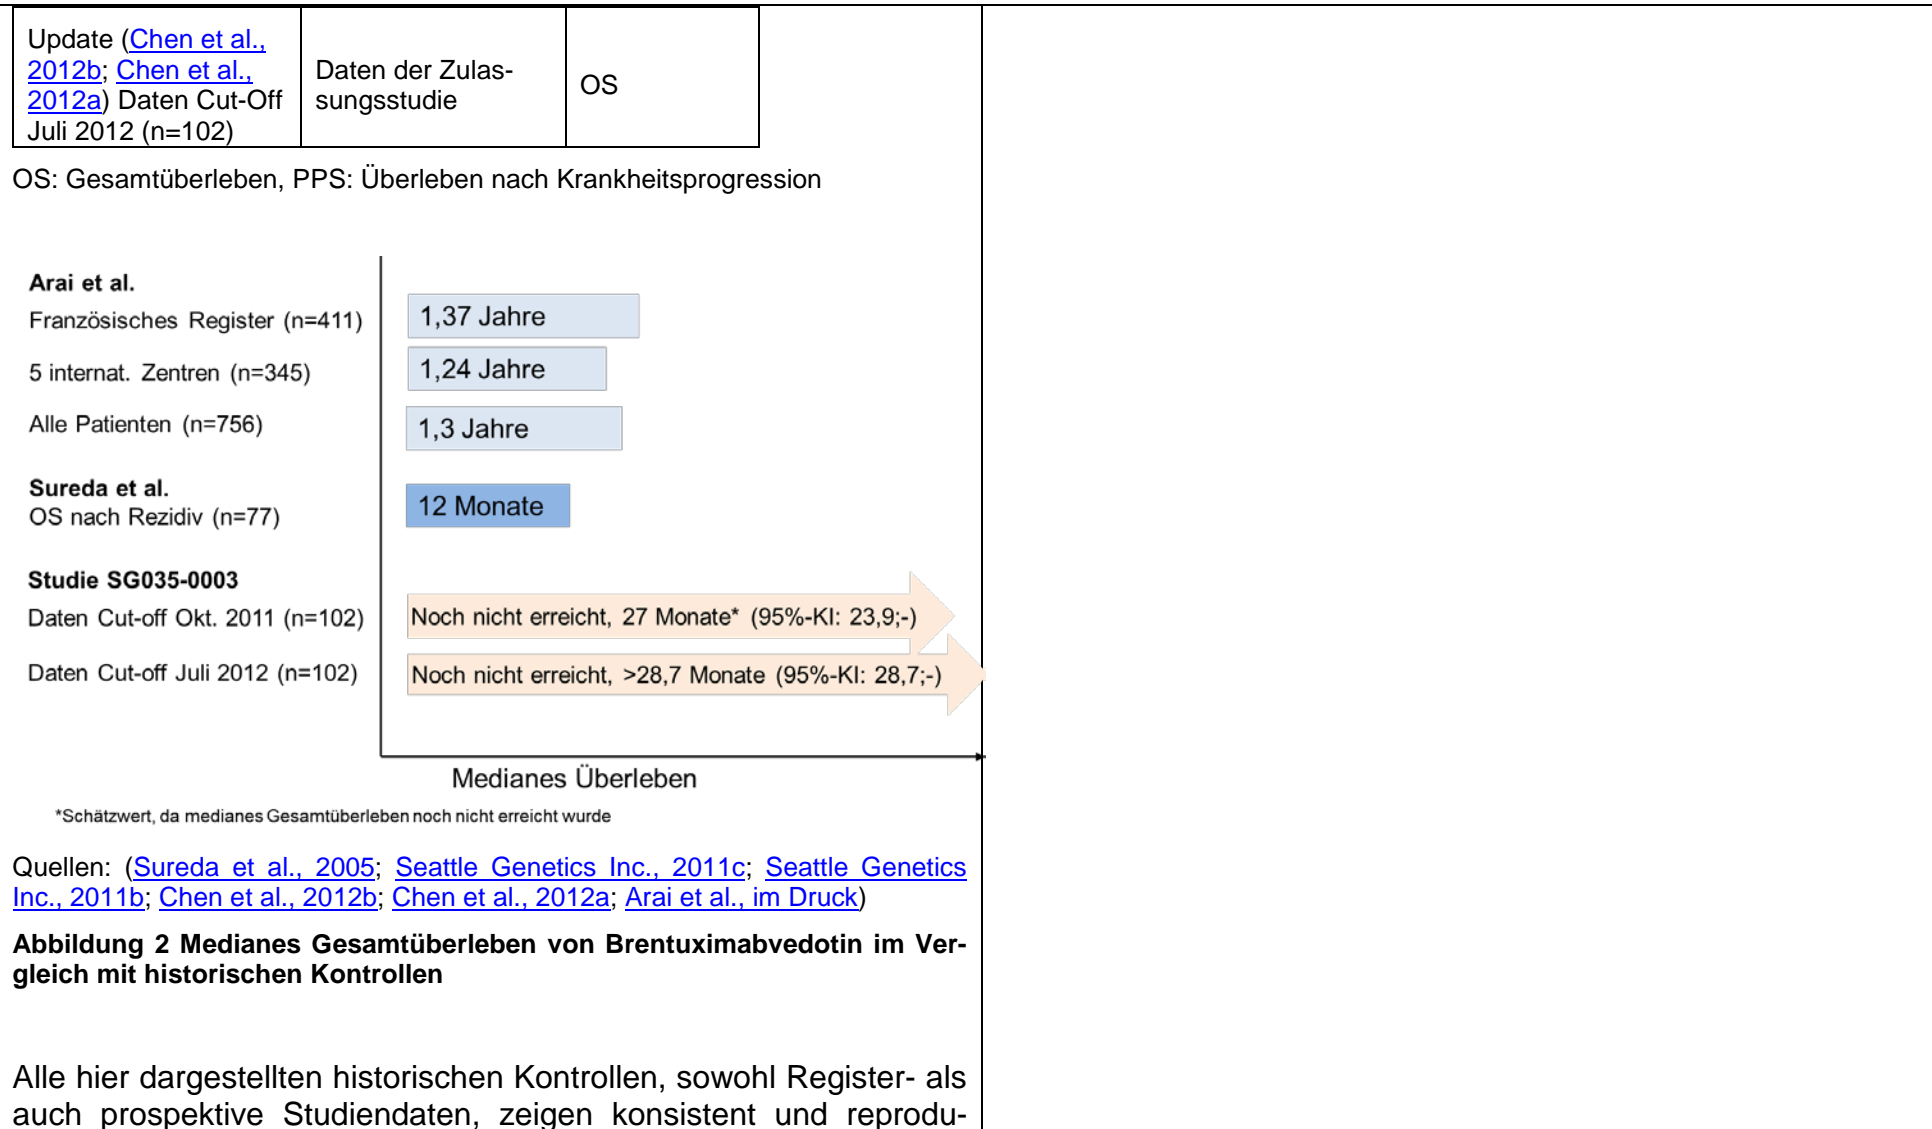 Update (Chen et al.,
2012b; Chen et al.,
2012a) Daten Cut-Off
Juli 2012 (n=102)
Daten der Zulas-
sungsstudie
OS
OS: Gesamtüberleben, PPS: Überleben nach Krankheitsprogression
Arai et al.
Französisches Register (n=411)
1,37 Jahre
5 internat. Zentren (n=345)
1,24 Jahre
Alle Patienten (n=756)
1,3 Jahre
Sureda et al.
OS nach Rezidiv (n=77)
12 Monate
Studie SG035-0003
Daten Cut-off Okt. 2011 (n=102)
Noch nicht erreicht, 27 Monate* (95%-KI: 23,9;-)
Daten Cut-off Juli 2012 (n=102)
Noch nicht erreicht, >28,7 Monate (95%-KI: 28,7;-)
Medianes Überleben
*Schätzwert, da medianes Gesamtüberleben noch nicht erreicht wurde
Quellen: (Sureda et al., 2005; Seattle Genetics Inc., 2011c; Seattle Genetics
Inc., 2011b; Chen et al., 2012b; Chen et al., 2012a; Arai et al., im Druck)
Abbildung 2 Medianes Gesamtüberleben von Brentuximabvedotin im Ver-
gleich mit historischen Kontrollen
Alle hier dargestellten historischen Kontrollen, sowohl Register- als
auch prospektive Studiendaten, zeigen konsistent und reprodu-